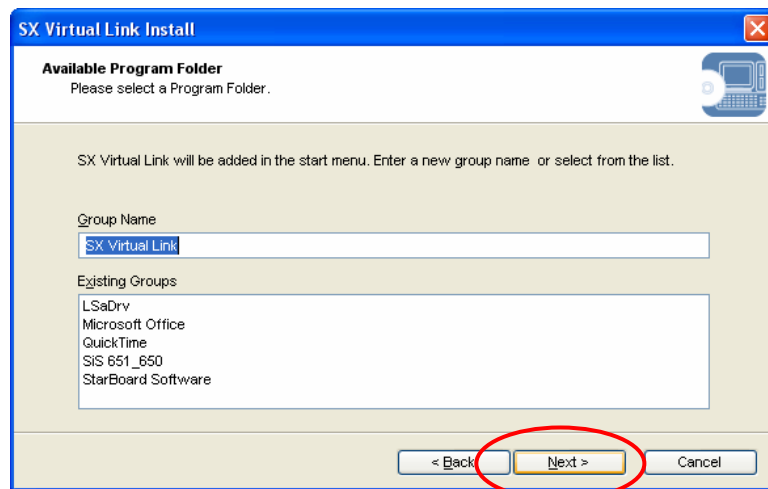 SX Virtual Link Install
Available Program Folder
Please select a Program Folder.
SX Virtual Link will be added in the start menu. Enter a new group name or select from the list.
Group Name
SX Virtual Link
Existing Groups
LSaDrv
Microsoft Office
QuickTime
SiS 651_650
StarBoard Software
< Back
Next >
Cancel